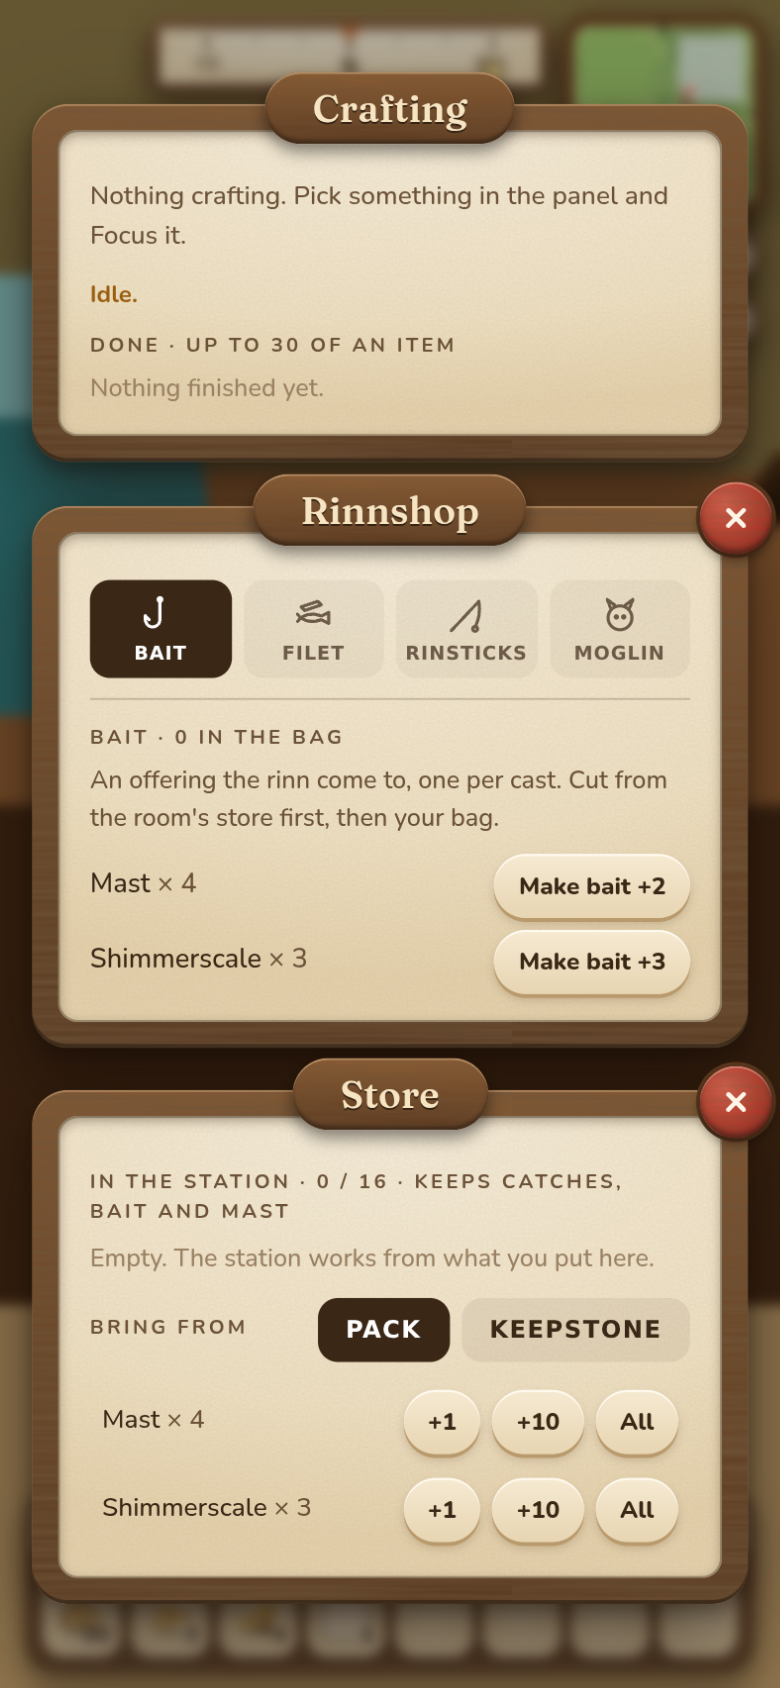 Crafting
Nothing crafting. Pick something in the panel and
Focus it.
Idle.
DONE · UP TO 30 OF AN ITEM
Nothing finished yet.
Rinnshop
BAIT FILET RINSTICKS MOGLIN
BAIT · 0 IN THE BAG
An offering the rinn come to, one per cast. Cut from
the room's store first, then your bag.
Mast × 4 Make bait +2
Shimmerscale × 3 Make bait +3
Store
IN THE STATION · 0 / 16 · KEEPS CATCHES,
BAIT AND MAST
Empty. The station works from what you put here.
BRING FROM PACK KEEPSTONE
Mast × 4 +1 +10 All
Shimmerscale × 3 +1 +10 All